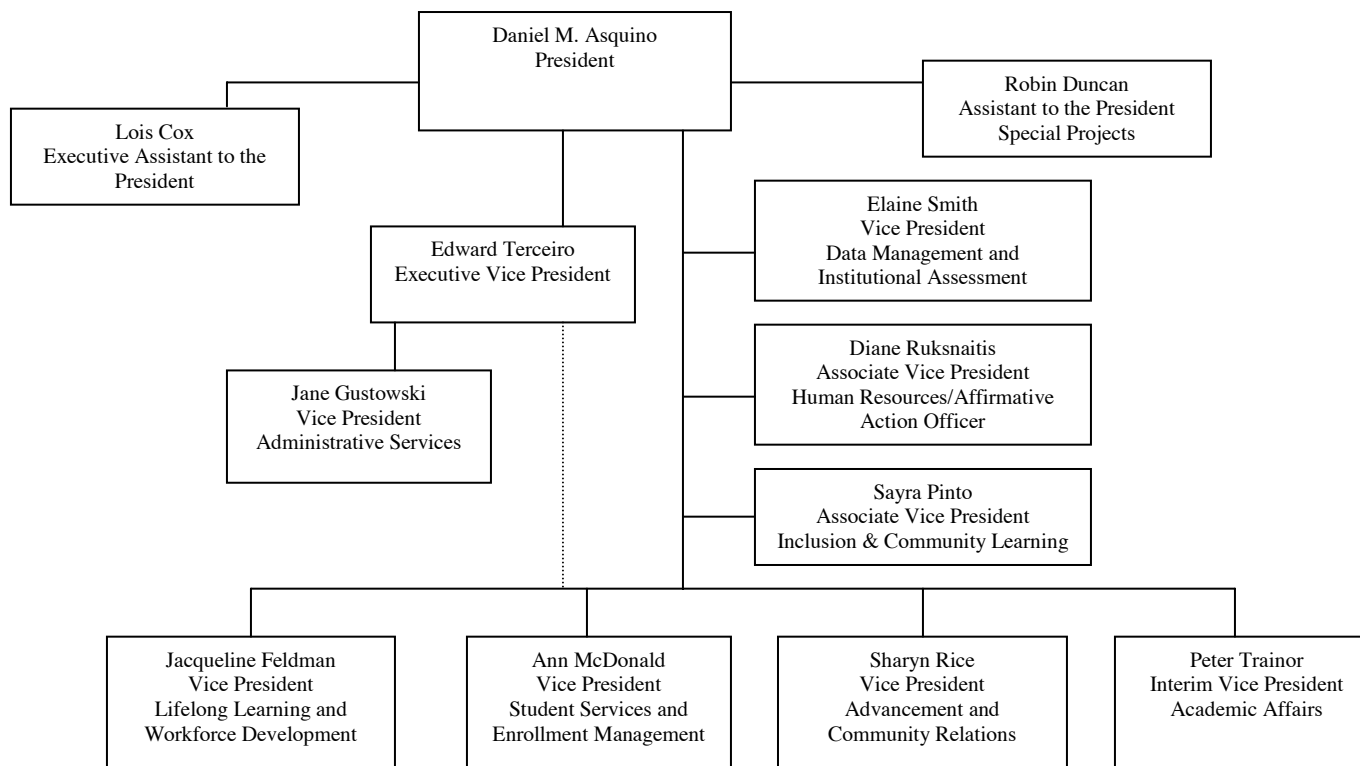 Daniel M. Asquino
President
Robin Duncan
Assistant to the President
Special Projects
Lois Cox
Executive Assistant to the
President
Elaine Smith
Vice President
Data Management and
Institutional Assessment
Edward Terceiro
Executive Vice President
Diane Ruksnaitis
Associate Vice President
Human Resources/Affirmative
Action Officer
Jane Gustowski
Vice President
Administrative Services
Sayra Pinto
Associate Vice President
Inclusion & Community Learning
Jacqueline Feldman
Vice President
Lifelong Learning and
Workforce Development
Ann McDonald
Vice President
Student Services and
Enrollment Management
Sharyn Rice
Vice President
Advancement and
Community Relations
Peter Trainor
Interim Vice President
Academic Affairs